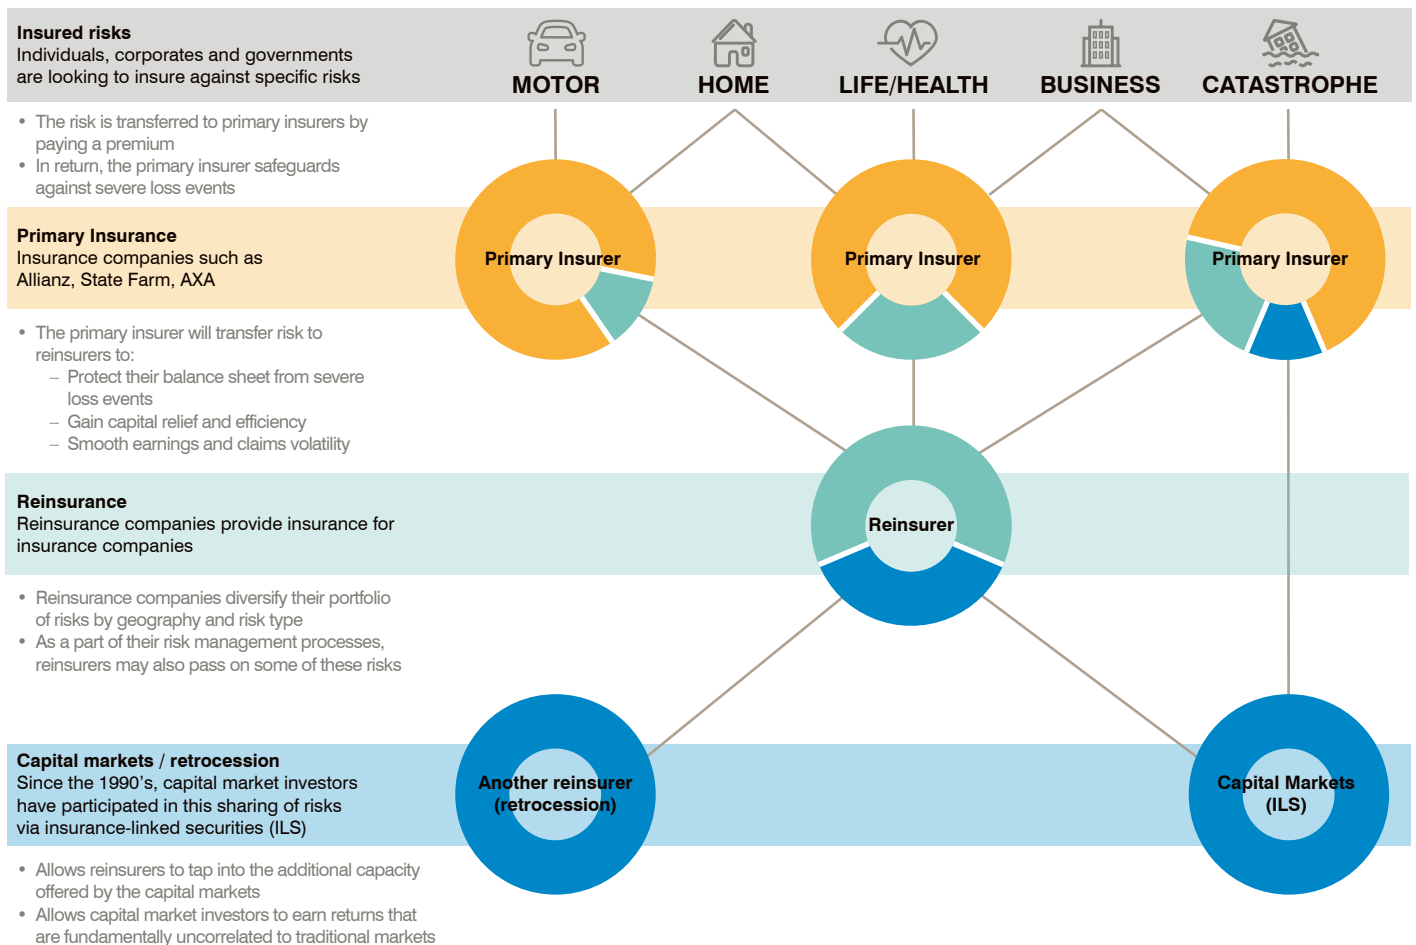 Insured risks
Individuals, corporates and governments
are looking to insure against specific risks
MOTOR
HOME
LIFE/HEALTH
BUSINESS
CATASTROPHE
• The risk is transferred to primary insurers by
paying a premium
• In return, the primary insurer safeguards
against severe loss events
Primary Insurance
Insurance companies such as
Allianz, State Farm, AXA
Primary Insurer
Primary Insurer
Primary Insurer
• The primary insurer will transfer risk to
reinsurers to:
– Protect their balance sheet from severe
loss events
– Gain capital relief and efficiency
– Smooth earnings and claims volatility
Reinsurance
Reinsurance companies provide insurance for
insurance companies
Reinsurer
• Reinsurance companies diversify their portfolio
of risks by geography and risk type
• As a part of their risk management processes,
reinsurers may also pass on some of these risks
Capital markets / retrocession
Since the 1990's, capital market investors
have participated in this sharing of risks
via insurance-linked securities (ILS)
Another reinsurer
(retrocession)
Capital Markets
(ILS)
• Allows reinsurers to tap into the additional capacity
offered by the capital markets
• Allows capital market investors to earn returns that
are fundamentally uncorrelated to traditional markets